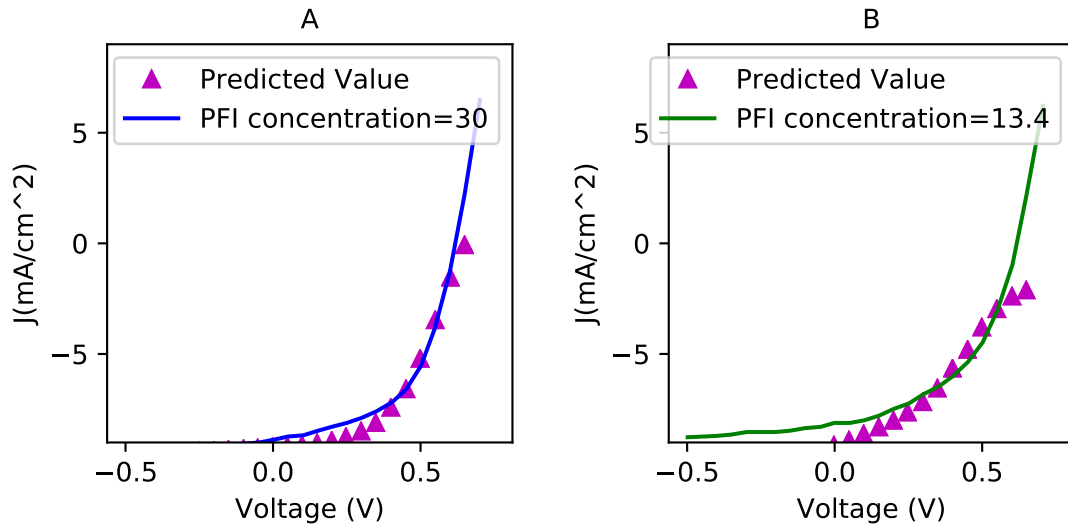 A
Predicted Value
PFI concentration=30
5
0
−5
J(mA/cm^2)
−0.5
0.0
0.5
Voltage (V)
B
Predicted Value
PFI concentration=13.4
5
0
−5
J(mA/cm^2)
−0.5
0.0
0.5
Voltage (V)